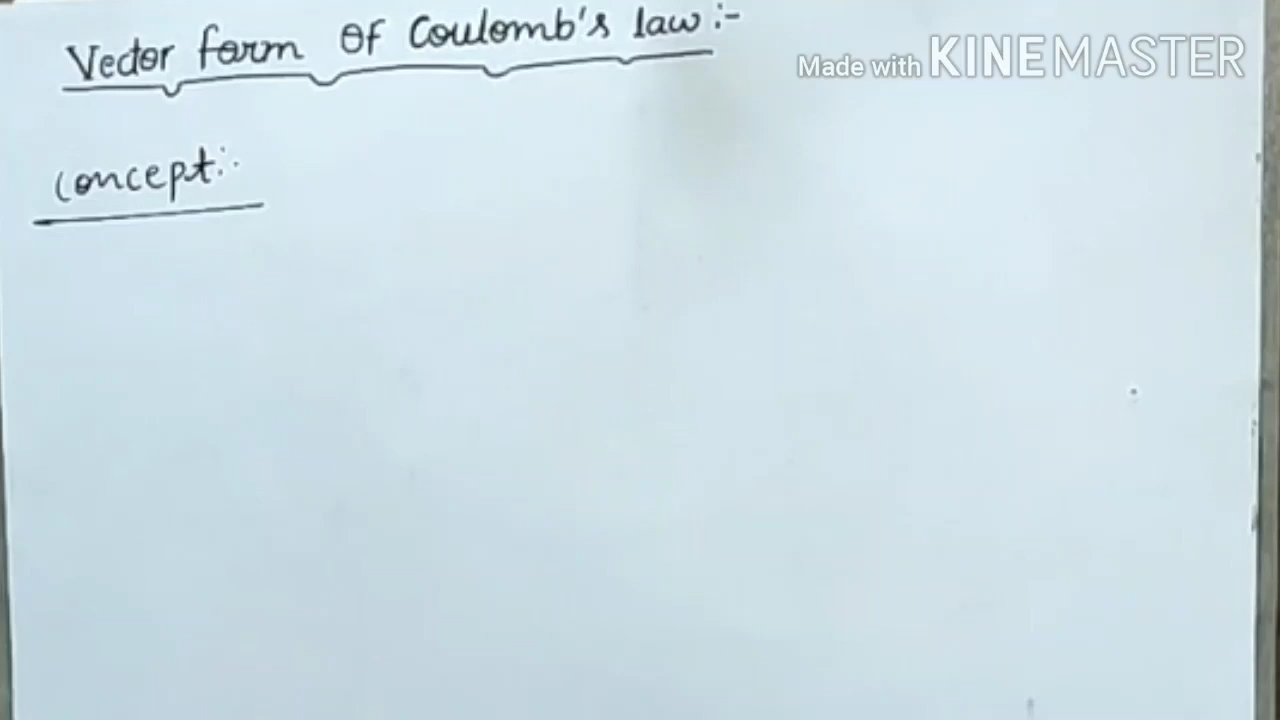 Vector form of Coulomb's law :-
Made with KINEMASTER
concept :-